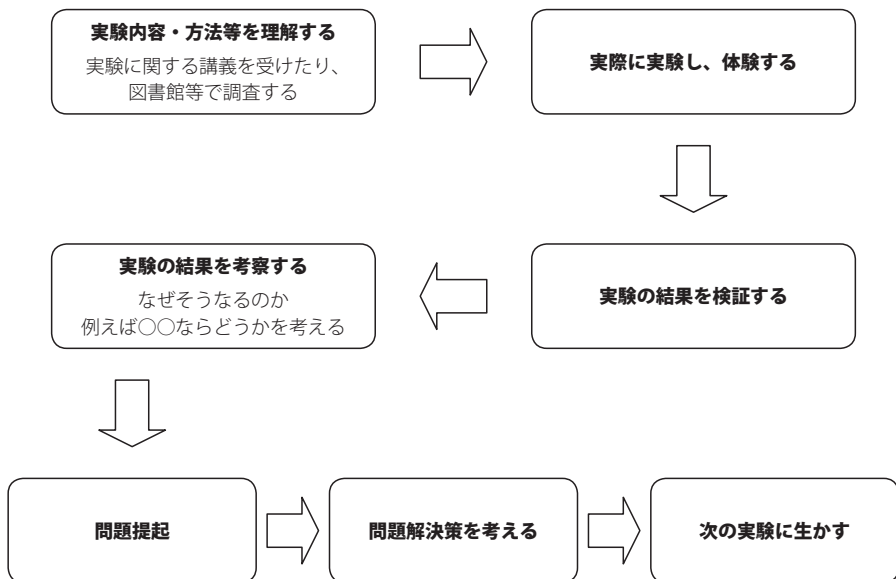 実験内容・方法等を理解する
実験に関する講義を受けたり、
図書館等で調査する
実際に実験し、体験する
実験の結果を検証する
実験の結果を考察する
なぜそうなるのか
例えば○○ならどうかを考える
問題提起
問題解決策を考える
次の実験に生かす